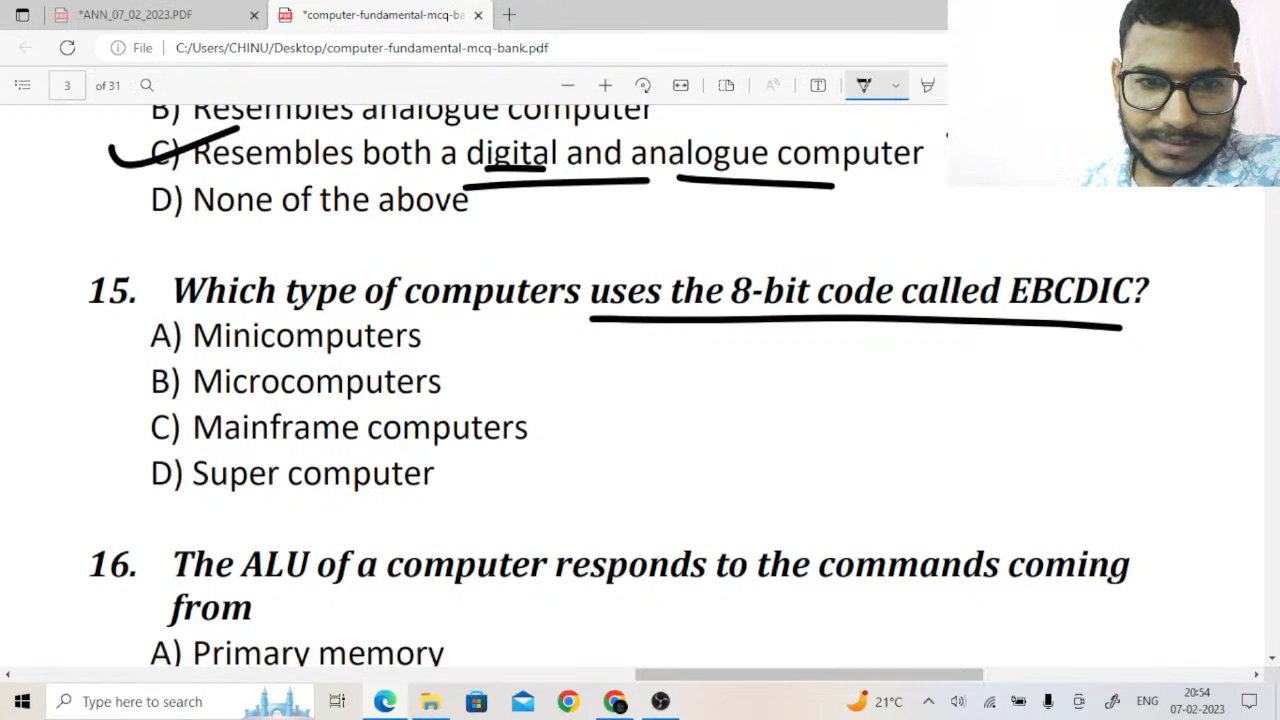 *ANN_07_02_2023.PDF
*computer-fundamental-mcq-ba
File C:/Users/CHINU/Desktop/computer-fundamental-mcq-bank.pdf
3 of 31
B) Resembles analogue computer
C) Resembles both a digital and analogue computer
D) None of the above
15. Which type of computers uses the 8-bit code called EBCDIC?
A) Minicomputers
B) Microcomputers
C) Mainframe computers
D) Super computer
16. The ALU of a computer responds to the commands coming
from
A) Primary memory
Type here to search
21°C
ENG
20:54
07-02-2023